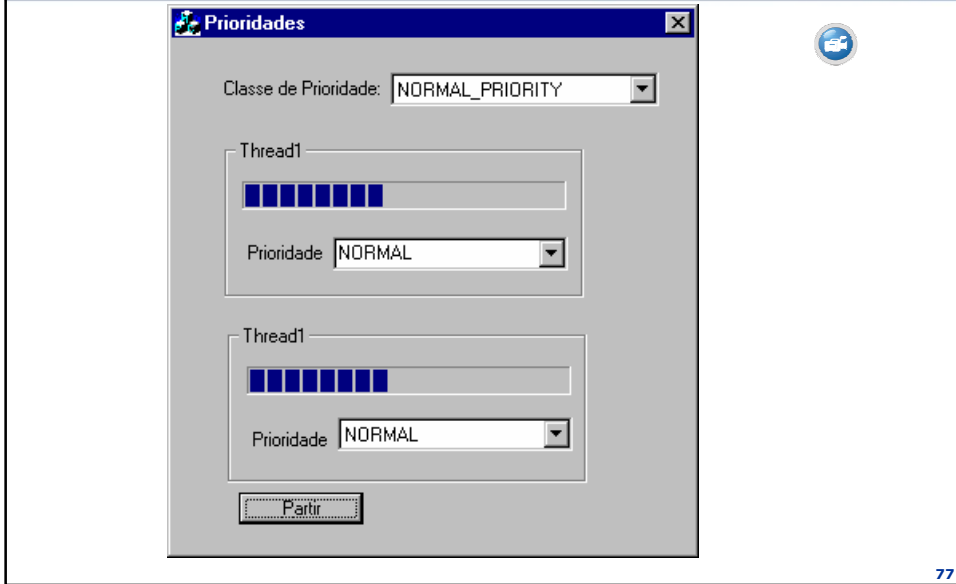 Prioridades
Classe de Prioridade: NORMAL_PRIORITY
Thread1
Prioridade NORMAL
Thread1
Prioridade NORMAL
Partir
77